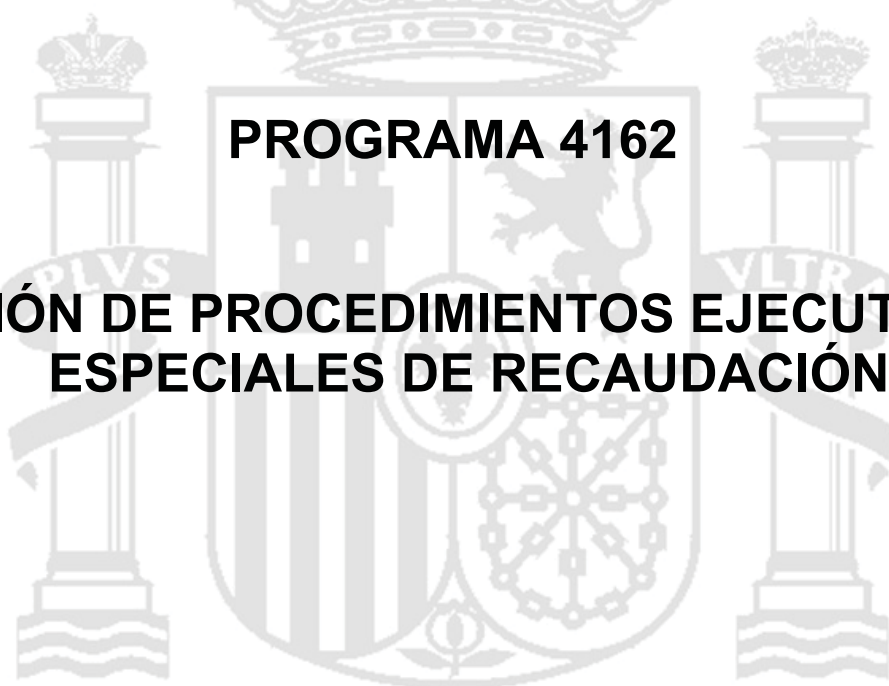 PROGRAMA 4162
PLVS
VLTR
IÓN DE PROCEDIMIENTOS EJECUT
ESPECIALES DE RECAUDACIÓN